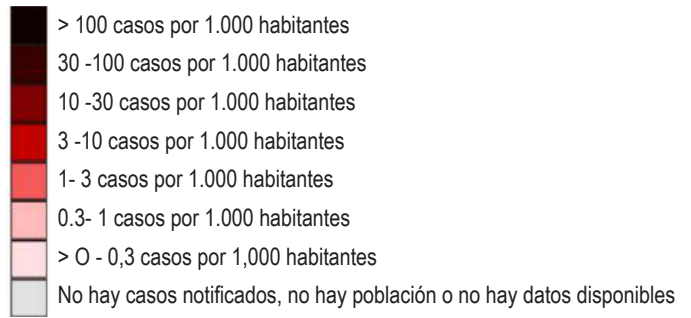 > 100 casos por 1.000 habitantes
30 -100 casos por 1.000 habitantes
10 -30 casos por 1.000 habitantes
3 -10 casos por 1.000 habitantes
1- 3 casos por 1.000 habitantes
0.3- 1 casos por 1.000 habitantes
> O - 0,3 casos por 1,000 habitantes
No hay casos notificados, no hay población o no hay datos disponibles